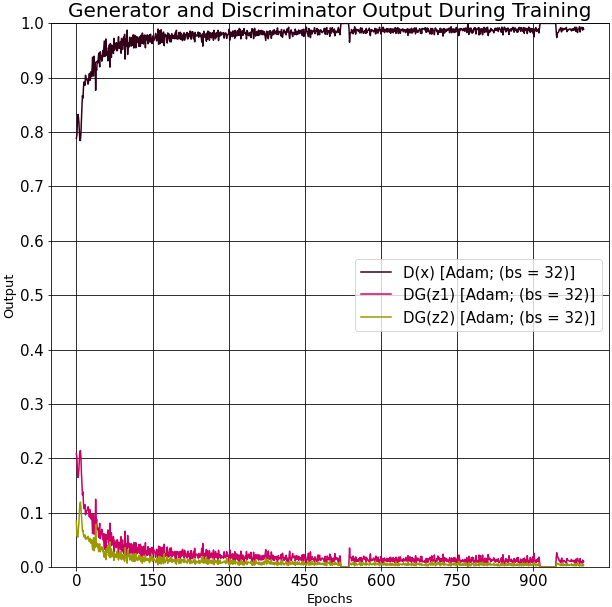 Generator and Discriminator Output During Training
1.0
0.9
0.8
0.7
0.6
0.5
0.4
0.3
0.2
0.1
0.0
Output
D(x) [Adam; (bs = 32)]
DG(z1) [Adam; (bs = 32)]
DG(z2) [Adam; (bs = 32)]
0 150 300 450 600 750 900
Epochs